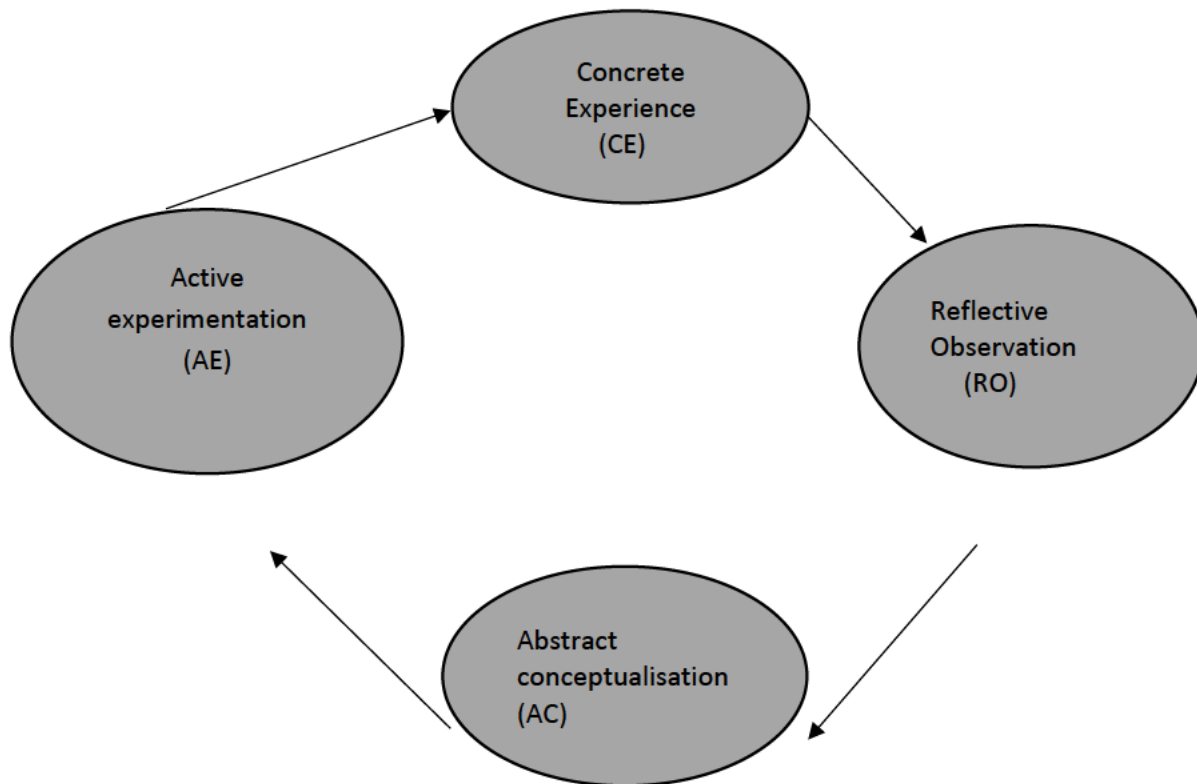 Concrete
Experience
(CE)
Active
experimentation
(AE)
Reflective
Observation
(RO)
Abstract
conceptualisation
(AC)